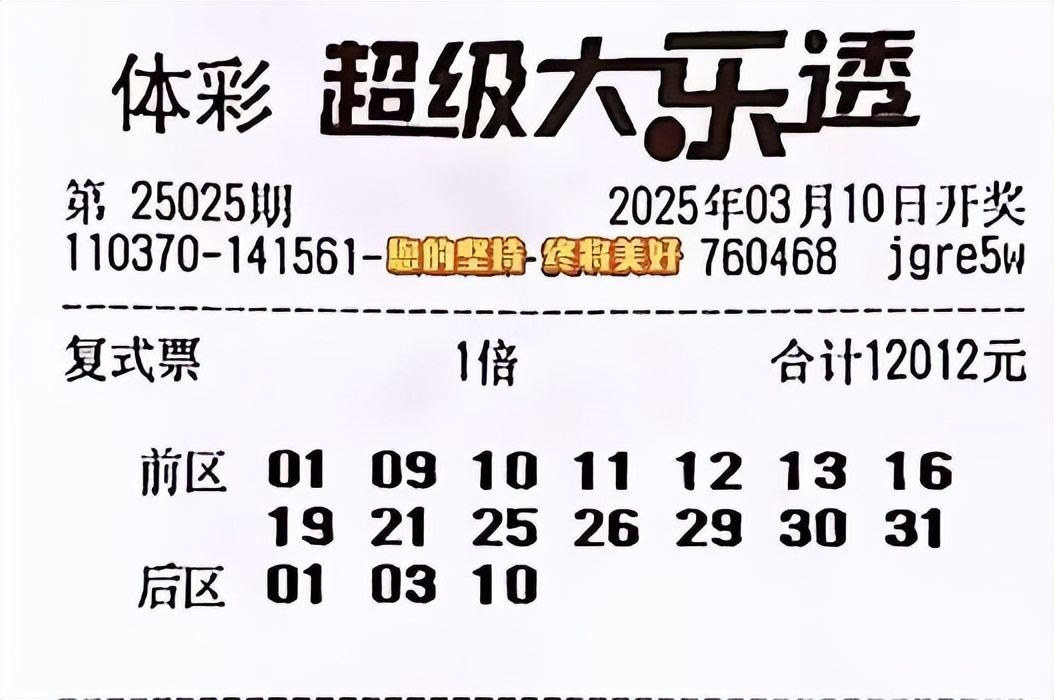 体彩 超级大乐透
第 25025期 2025年03月10日开奖
110370-141561-您的坚持-终将美好 760468 jgre5w
复式票 1倍 合计12012元
前区 01 09 10 11 12 13 16
19 21 25 26 29 30 31
后区 01 03 10